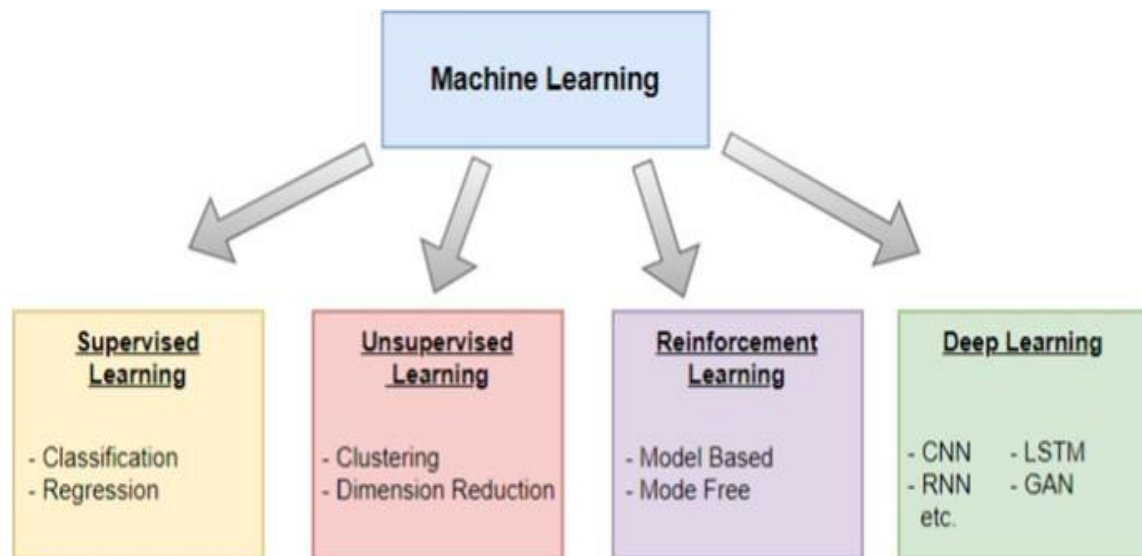 Machine Learning
Supervised
Learning
- Classification
- Regression
Unsupervised
Learning
- Clustering
- Dimension Reduction
Reinforcement
Learning
- Model Based
- Mode Free
Deep Learning
- CNN - LSTM
- RNN - GAN
etc.